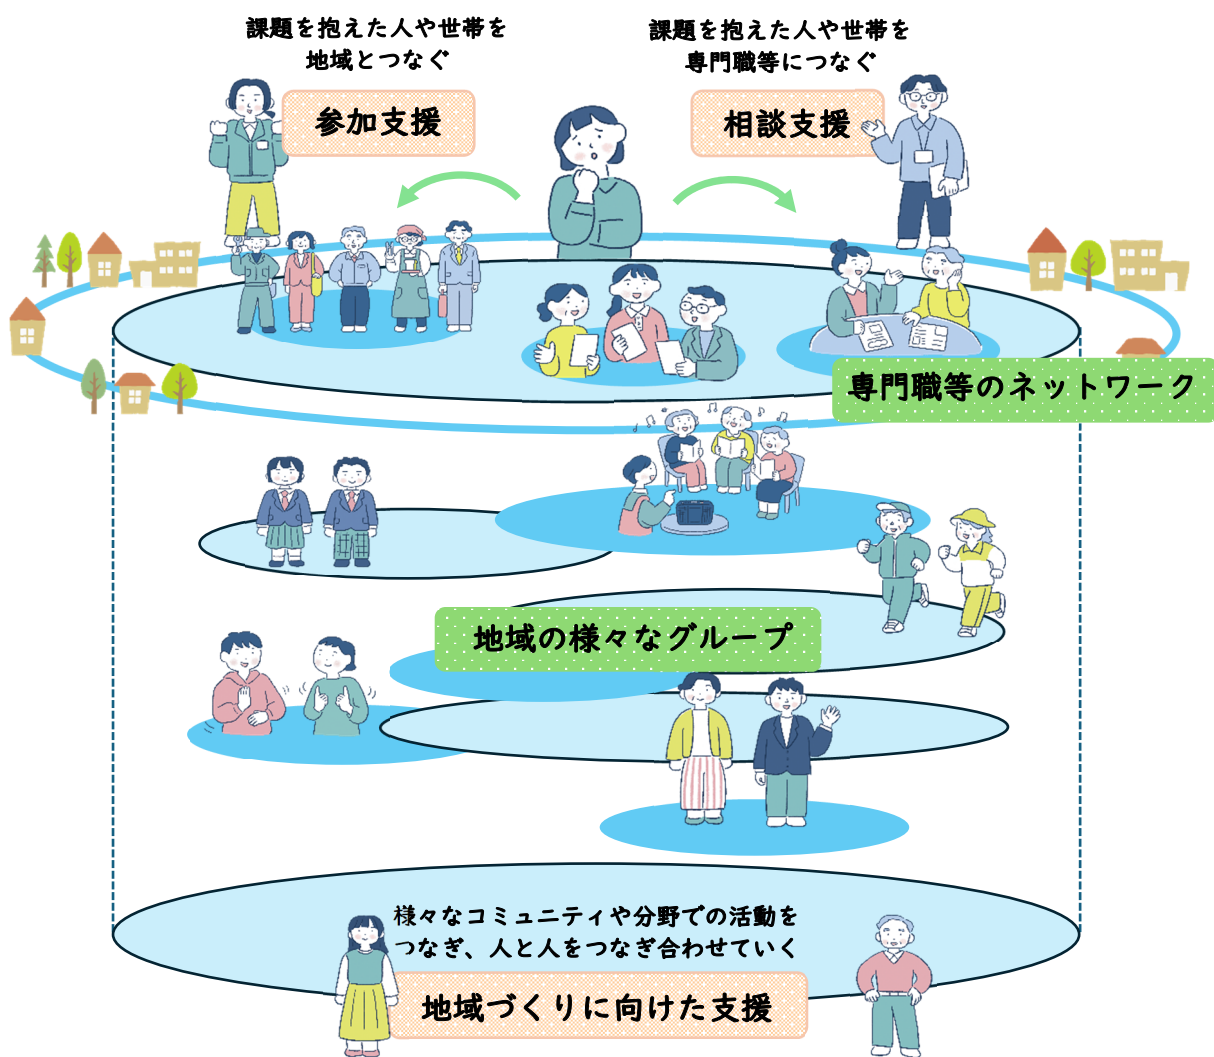 課題を抱えた人や世帯を
地域とつなぐ
参加支援
課題を抱えた人や世帯を
専門職等につなぐ
相談支援
専門職等のネットワーク
地域の様々なグループ
様々なコミュニティや分野での活動を
つなぎ、人と人をつなぎ合わせていく
地域づくりに向けた支援